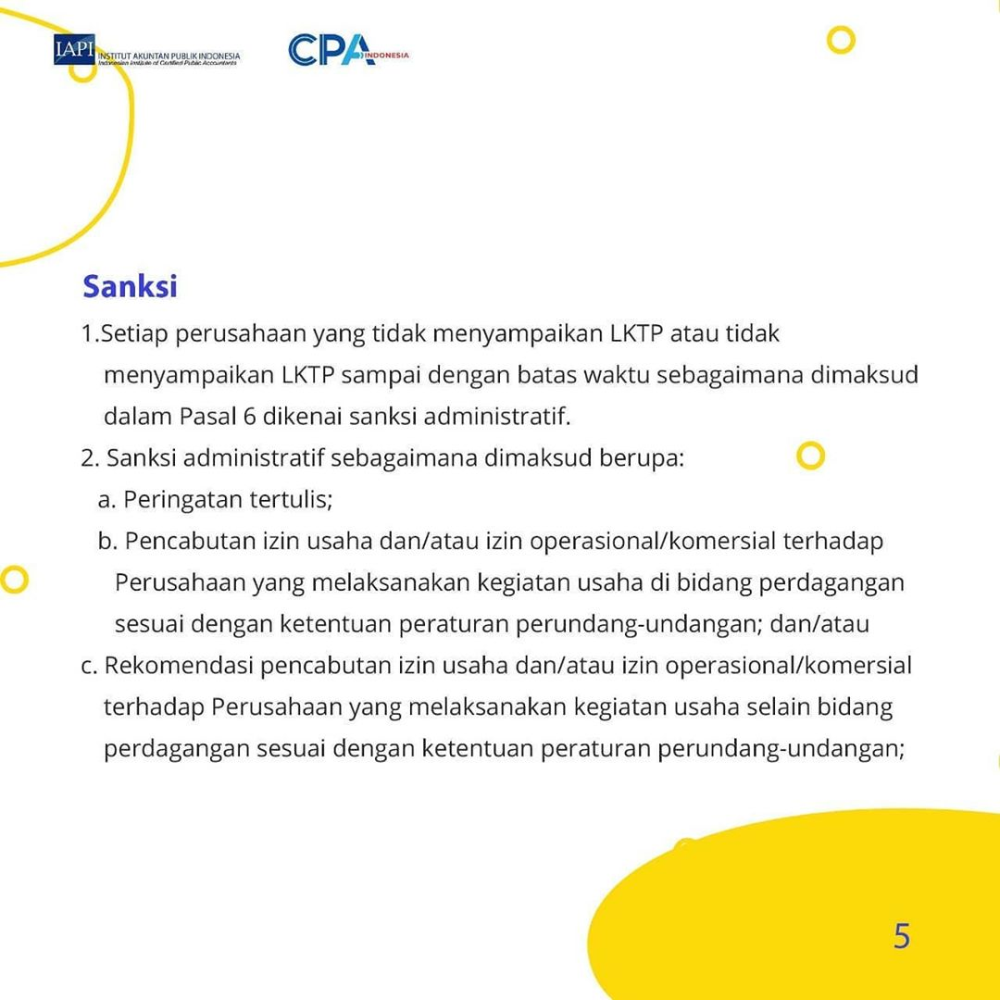 IAPI
INSTITUT AKUNTAN PUBLIK INDONESIA
Indonesian Institute of Certified Public Accountants
CPA
INDONESIA
Sanksi
1.Setiap perusahaan yang tidak menyampaikan LKTP atau tidak
menyampaikan LKTP sampai dengan batas waktu sebagaimana dimaksud
dalam Pasal 6 dikenai sanksi administratif.
2. Sanksi administratif sebagaimana dimaksud berupa:
a. Peringatan tertulis;
b. Pencabutan izin usaha dan/atau izin operasional/komersial terhadap
Perusahaan yang melaksanakan kegiatan usaha di bidang perdagangan
sesuai dengan ketentuan peraturan perundang-undangan; dan/atau
c. Rekomendasi pencabutan izin usaha dan/atau izin operasional/komersial
terhadap Perusahaan yang melaksanakan kegiatan usaha selain bidang
perdagangan sesuai dengan ketentuan peraturan perundang-undangan;
5